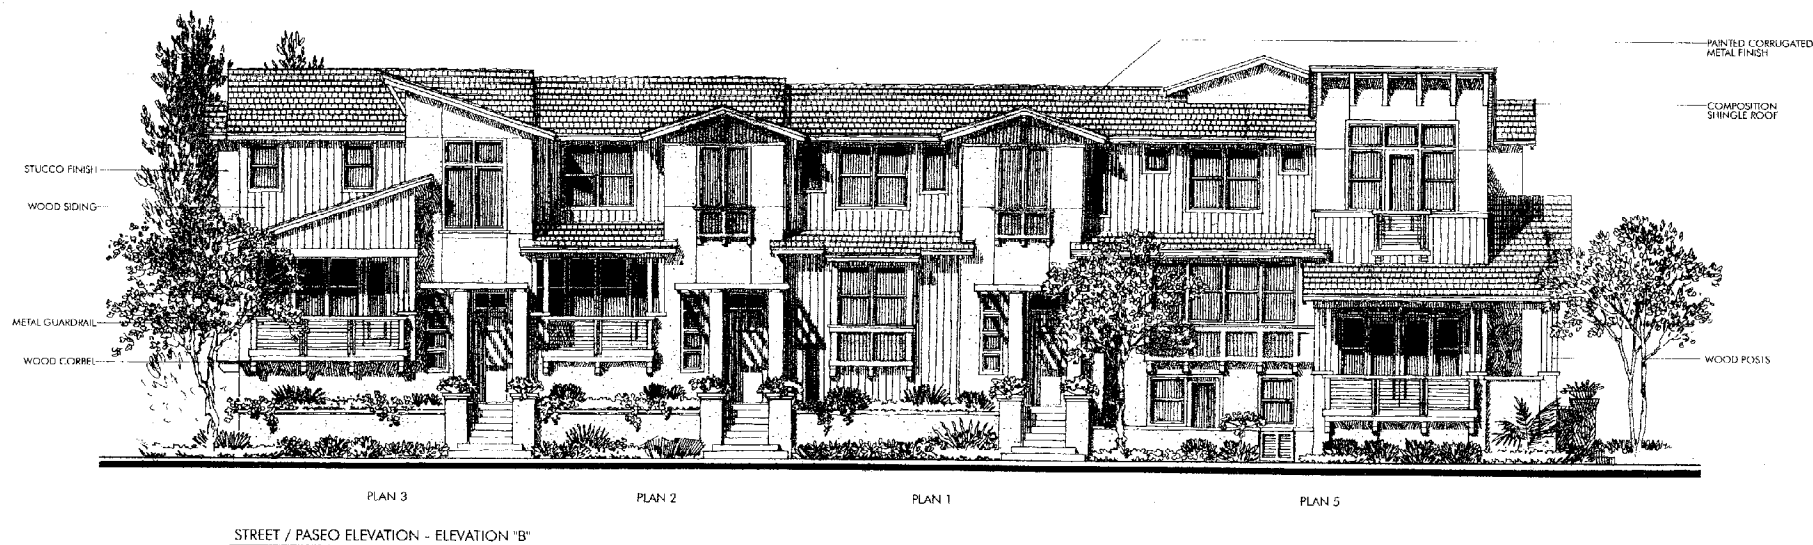 PAINTED CORRUGATED
METAL FINISH
COMPOSITION
SHINGLE ROOF
STUCCO FINISH
WOOD SIDING
METAL GUARDRAIL
WOOD CORBEL
WOOD POSTS
PLAN 3
PLAN 2
PLAN 1
PLAN 5
STREET / PASEO ELEVATION - ELEVATION "B"